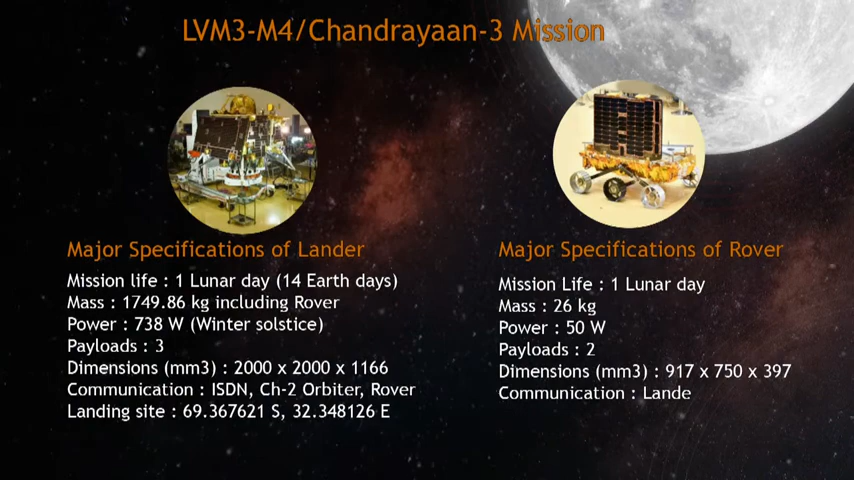 LVM3-M4/Chandrayaan-3 Mission
Major Specifications of Lander
Mission life : 1 Lunar day (14 Earth days)
Mass : 1749.86 kg including Rover
Power : 738 W (Winter solstice)
Payloads : 3
Dimensions (mm3) : 2000 x 2000 x 1166
Communication : ISDN, Ch-2 Orbiter, Rover
Landing site : 69.367621 S, 32.348126 E
Major Specifications of Rover
Mission Life : 1 Lunar day
Mass : 26 kg
Power : 50 W
Payloads : 2
Dimensions (mm3) : 917 x 750 x 397
Communication : Lande